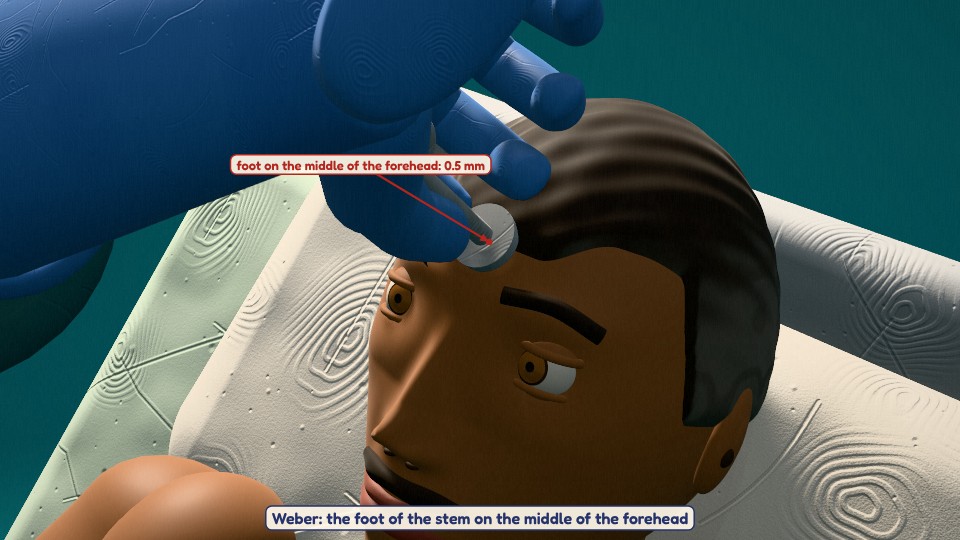 foot on the middle of the forehead: 0.5 mm
Weber: the foot of the stem on the middle of the forehead